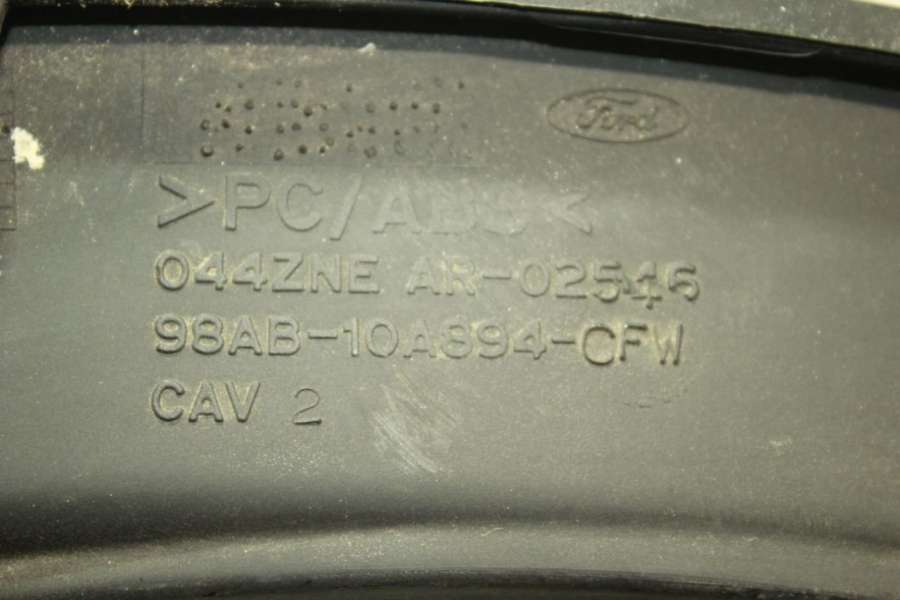 Ford
>PC/ABS<
044ZNE AR-02546
98AB-10A894-CFW
CAV 2